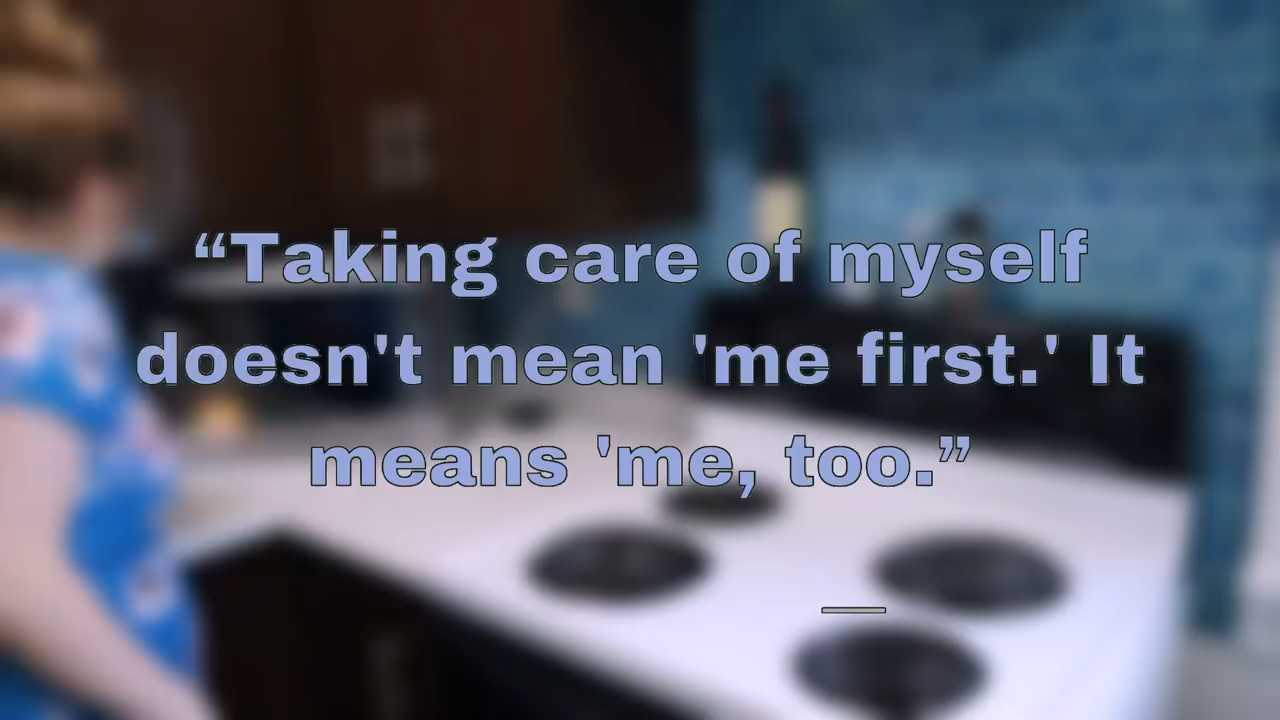 “Taking care of myself
doesn't mean 'me first.' It
means 'me, too.”
—